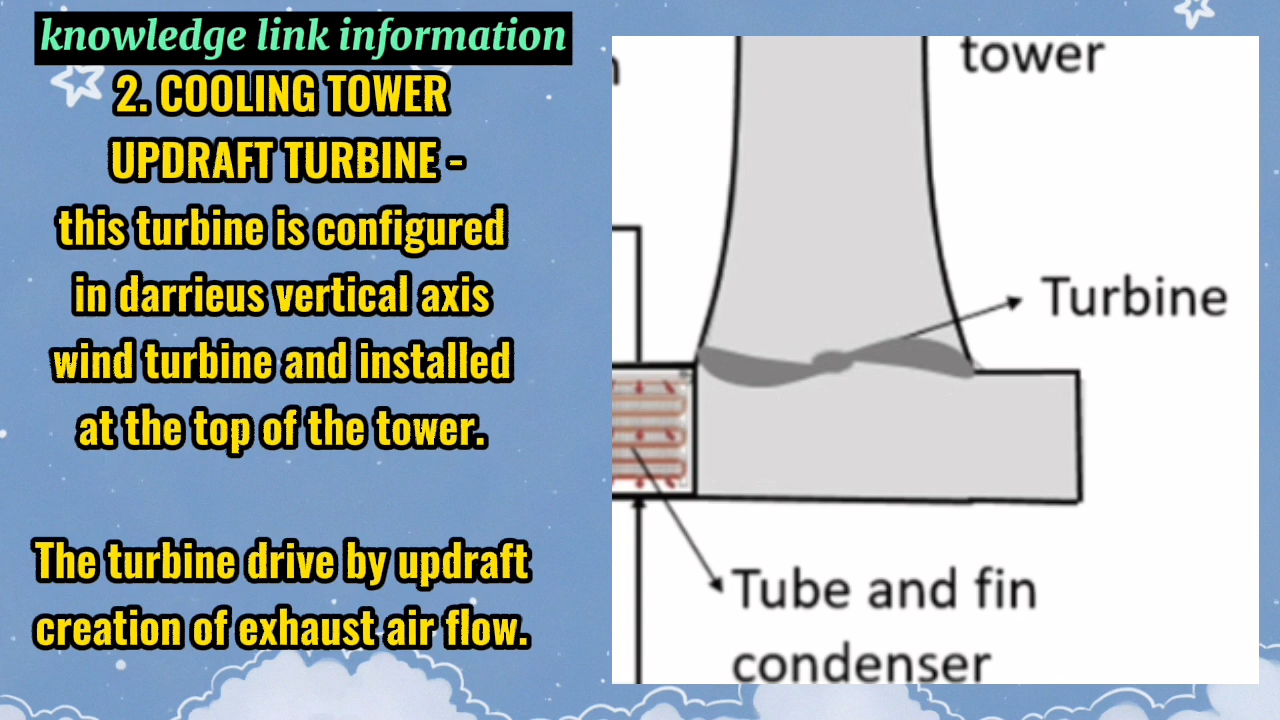 knowledge link information
2. COOLING TOWER
UPDRAFT TURBINE -
this turbine is configured
in darrieus vertical axis
wind turbine and installed
at the top of the tower.
The turbine drive by updraft
creation of exhaust air flow.
tower
Turbine
Tube and fin
condenser